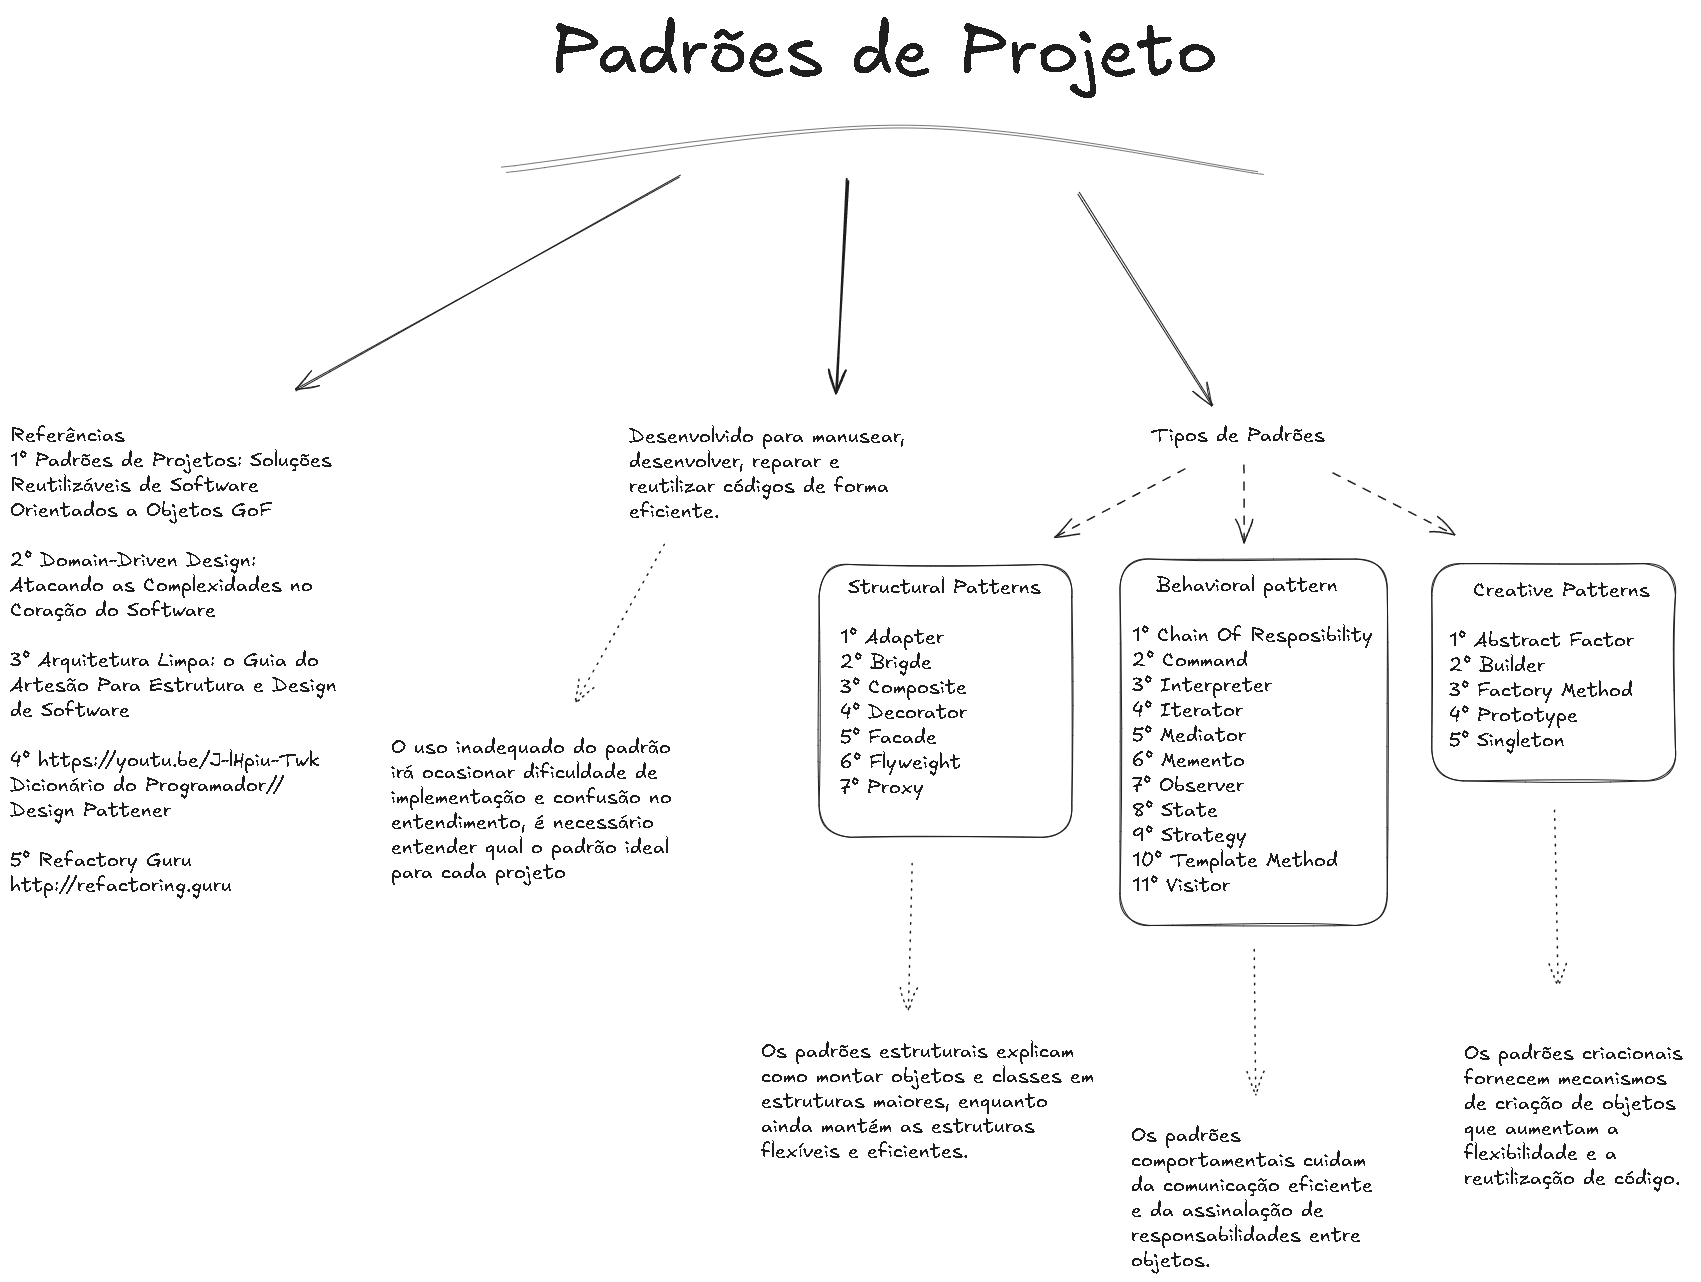 Padrões de Projeto
Referências
1° Padrões de Projetos: Soluções
Reutilizáveis de Software
Orientados a Objetos GoF
2° Domain-Driven Design:
Atacando as Complexidades no
Coração do Software
3° Arquitetura Limpa: o Guia do
Artesão Para Estrutura e Design
de Software
4° https://youtu.be/J-lHpiu-Twk
Dicionário do Programador//
Design Pattener
5° Refactory Guru
http://refactoring.guru
Desenvolvido para manusear,
desenvolver, reparar e
reutilizar códigos de forma
eficiente.
O uso inadequado do padrão
irá ocasionar dificuldade de
implementação e confusão no
entendimento, é necessário
entender qual o padrão ideal
para cada projeto
Tipos de Padrões
Structural Patterns
1° Adapter
2° Brigde
3° Composite
4° Decorator
5° Facade
6° Flyweight
7° Proxy
Os padrões estruturais explicam
como montar objetos e classes em
estruturas maiores, enquanto
ainda mantém as estruturas
flexíveis e eficientes.
Behavioral pattern
1° Chain Of Resposibility
2° Command
3° Interpreter
4° Iterator
5° Mediator
6° Memento
7° Observer
8° State
9° Strategy
10° Template Method
11° Visitor
Os padrões
comportamentais cuidam
da comunicação eficiente
e da assinalação de
responsabilidades entre
objetos.
Creative Patterns
1° Abstract Factor
2° Builder
3° Factory Method
4° Prototype
5° Singleton
Os padrões criacionais
fornecem mecanismos
de criação de objetos
que aumentam a
flexibilidade e a
reutilização de código.